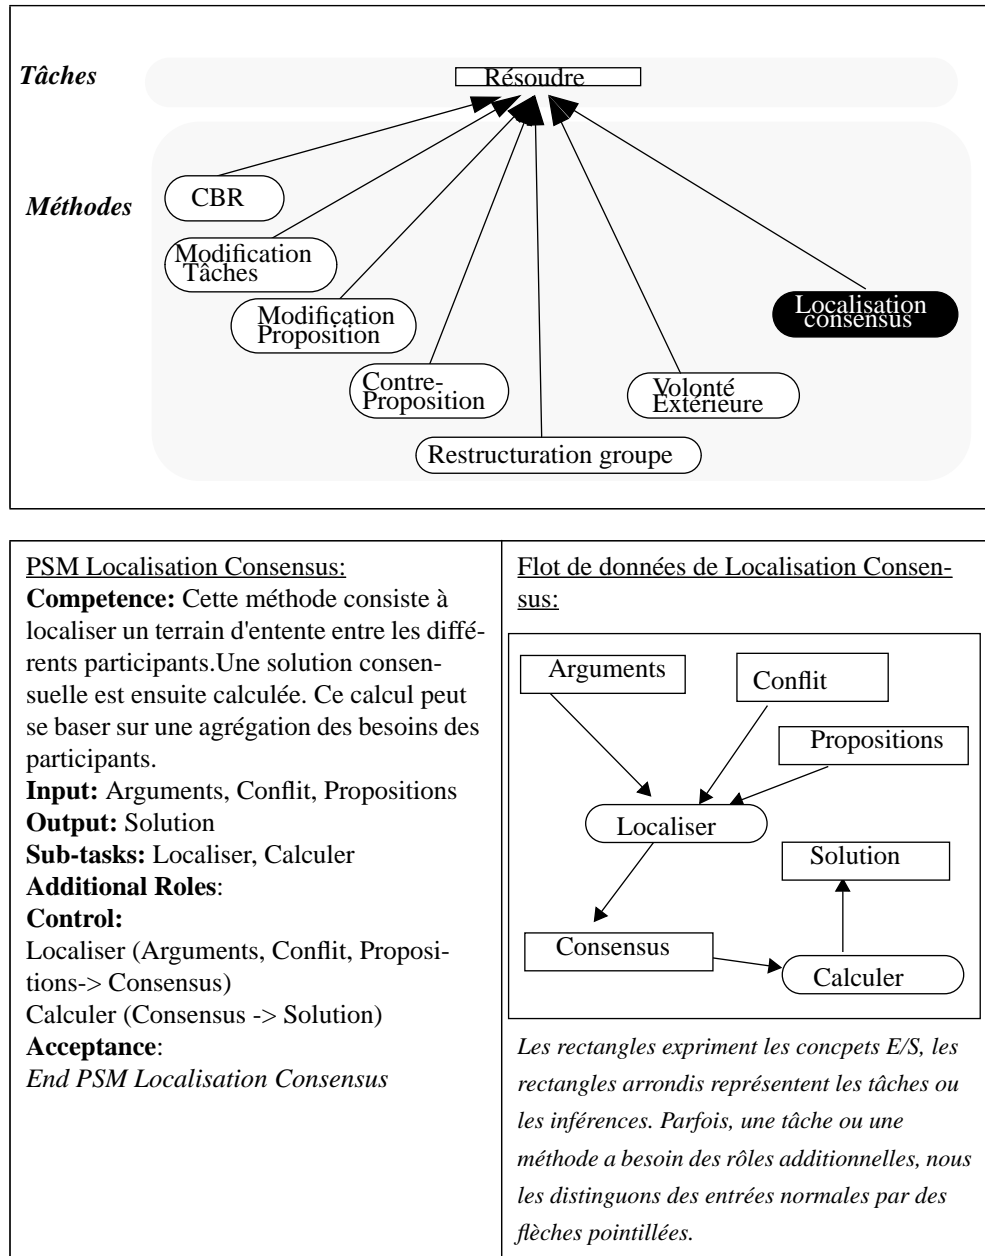 Tâches
Résoudre
Méthodes
CBR
Modification
Tâches
Modification
Proposition
Contre-
Proposition
Restructuration groupe
Volonté
Extérieure
Localisation
consensus
PSM Localisation Consensus:
Competence: Cette méthode consiste à
localiser un terrain d'entente entre les diffé-
rents participants.Une solution consen-
suelle est ensuite calculée. Ce calcul peut
se baser sur une agrégation des besoins des
participants.
Input: Arguments, Conflit, Propositions
Output: Solution
Sub-tasks: Localiser, Calculer
Additional Roles:
Control:
Localiser (Arguments, Conflit, Proposi-
tions-> Consensus)
Calculer (Consensus -> Solution)
Acceptance:
End PSM Localisation Consensus
Flot de données de Localisation Consen-
sus:
Arguments
Conflit
Propositions
Localiser
Solution
Consensus
Calculer
Les rectangles expriment les concpets E/S, les
rectangles arrondis représentent les tâches ou
les inférences. Parfois, une tâche ou une
méthode a besoin des rôles additionnelles, nous
les distinguons des entrées normales par des
flèches pointillées.